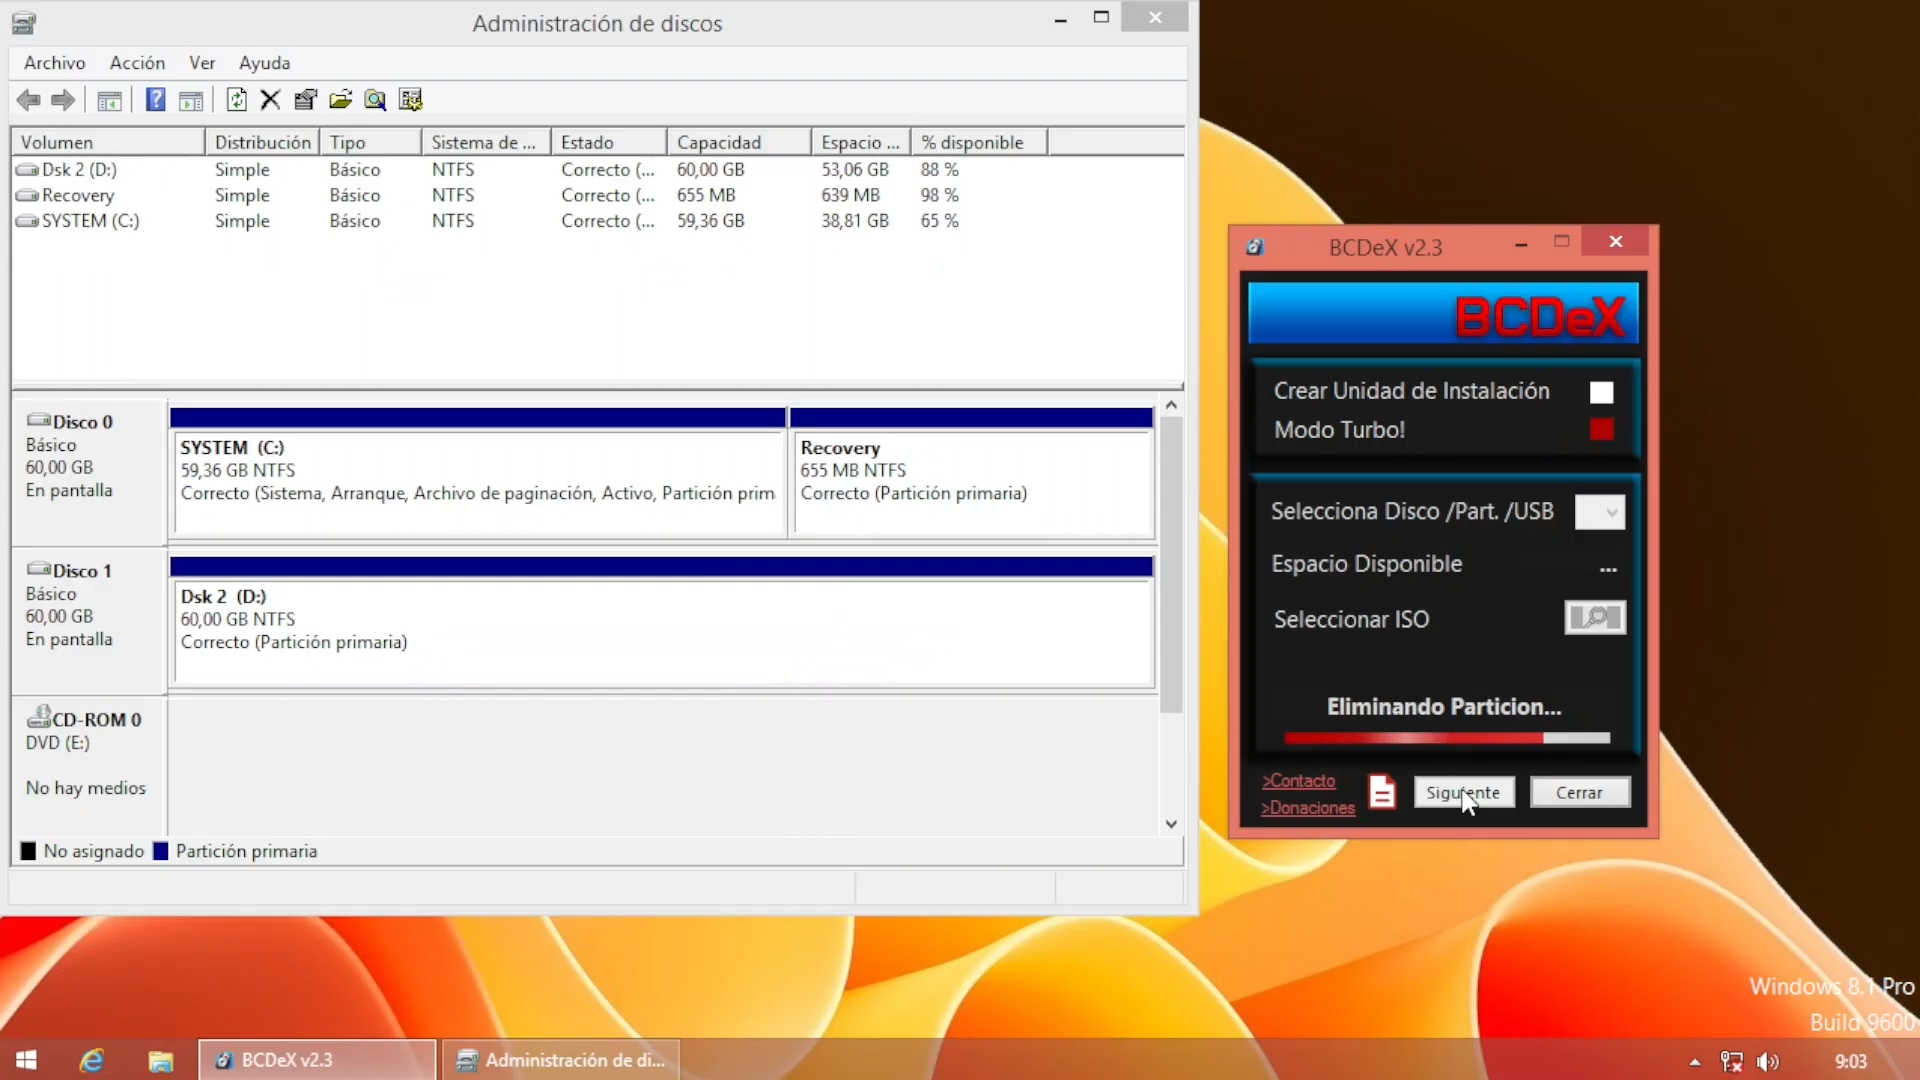 Administración de discos
Archivo Acción Ver Ayuda
Volumen Distribución Tipo Sistema de ... Estado Capacidad Espacio ... % disponible
Dsk 2 (D:) Simple Básico NTFS Correcto (... 60,00 GB 53,06 GB 88 %
Recovery Simple Básico NTFS Correcto (... 655 MB 639 MB 98 %
SYSTEM (C:) Simple Básico NTFS Correcto (... 59,36 GB 38,81 GB 65 %
Disco 0
Básico
60,00 GB
En pantalla
SYSTEM (C:)
59,36 GB NTFS
Correcto (Sistema, Arranque, Archivo de paginación, Activo, Partición prim
Recovery
655 MB NTFS
Correcto (Partición primaria)
Disco 1
Básico
60,00 GB
En pantalla
Dsk 2 (D:)
60,00 GB NTFS
Correcto (Partición primaria)
CD-ROM 0
DVD (E:)
No hay medios
No asignado Partición primaria
BCDeX v2.3
BCDeX
Crear Unidad de Instalación
Modo Turbo!
Selecciona Disco /Part. /USB
Espacio Disponible ...
Seleccionar ISO
Eliminando Particion...
>Contacto
>Donaciones
Siguiente
Cerrar
Windows 8.1 Pro
Build 9600
BCDeX v2.3
Administración de di...
9:03